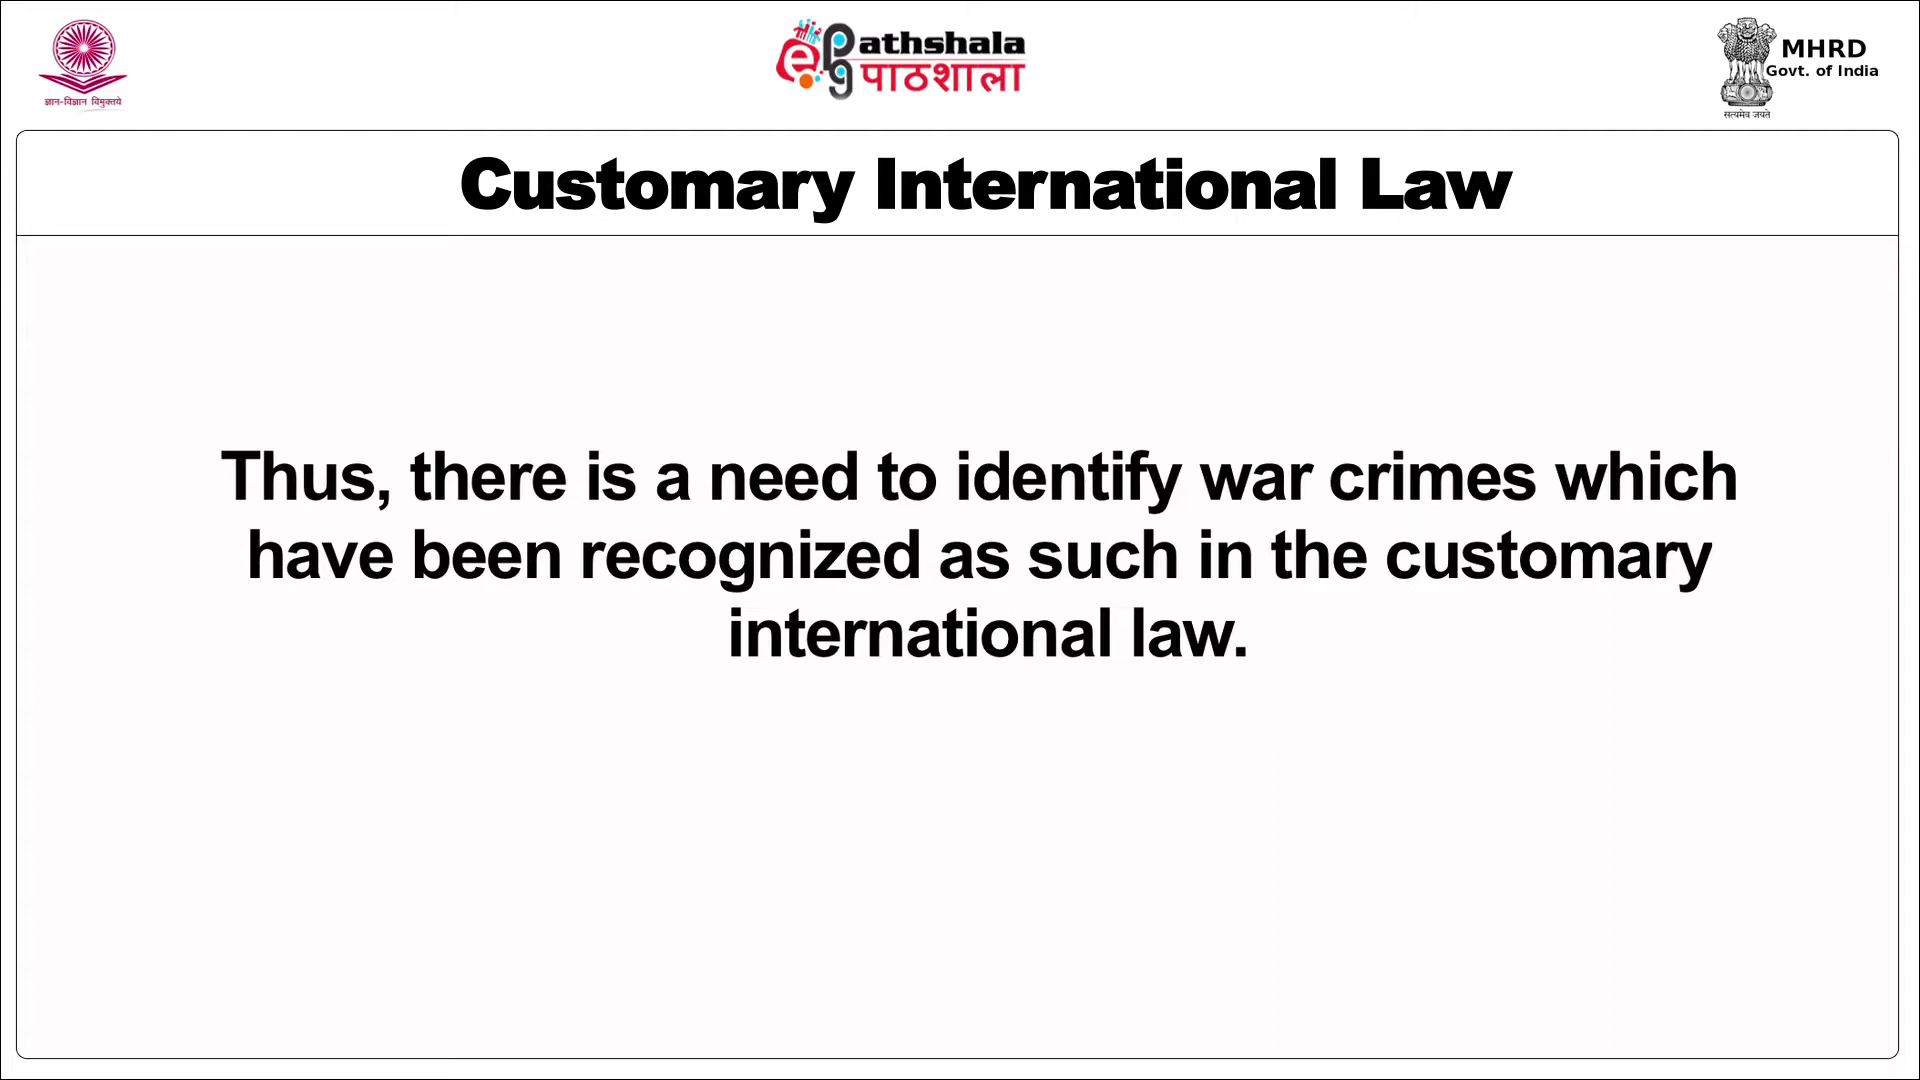 ज्ञान-विज्ञान विमुक्तये
ePGathshala
पाठशाला
MHRD
Govt. of India
सत्यमेव जयते
Customary International Law
Thus, there is a need to identify war crimes which
have been recognized as such in the customary
international law.